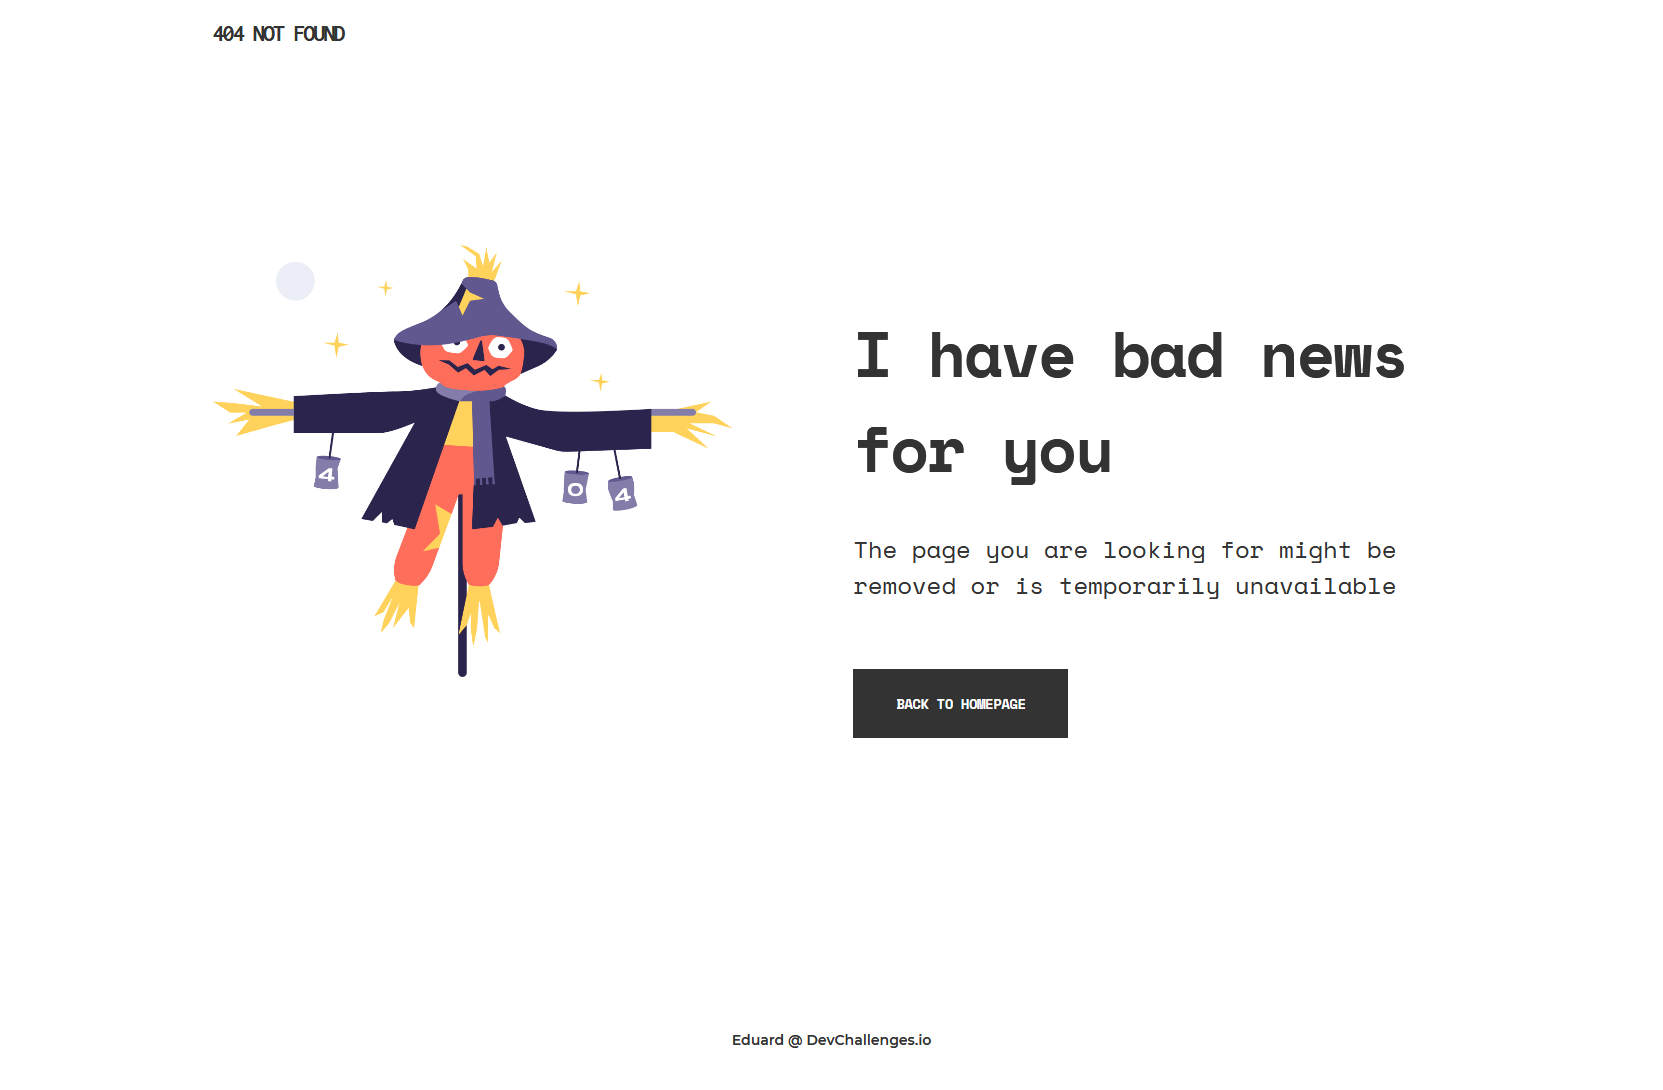 404 NOT FOUND
4
0
4
I have bad news
for you
The page you are looking for might be
removed or is temporarily unavailable
BACK TO HOMEPAGE
Eduard @ DevChallenges.io